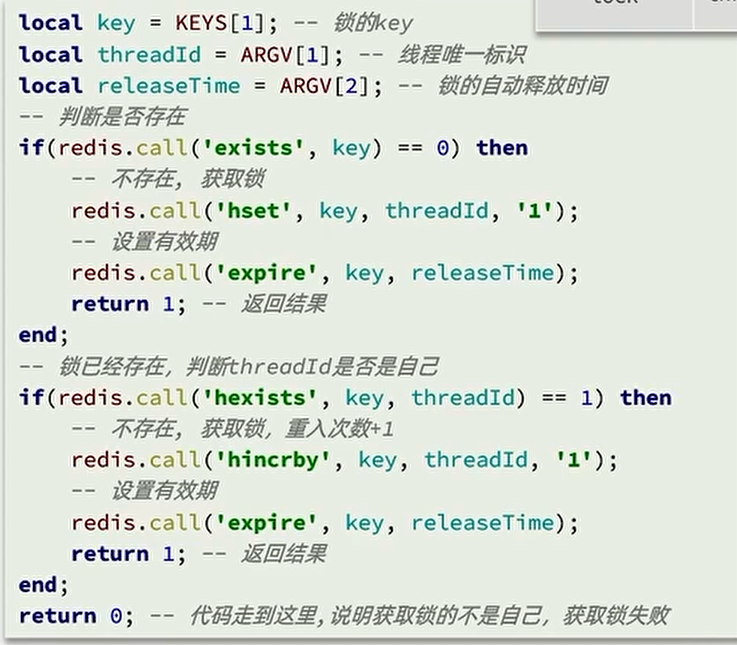 local key = KEYS[1]; -- 锁的key
local threadId = ARGV[1]; -- 线程唯一标识
local releaseTime = ARGV[2]; -- 锁的自动释放时间
-- 判断是否存在
if(redis.call('exists', key) == 0) then
    -- 不存在, 获取锁
    redis.call('hset', key, threadId, '1');
    -- 设置有效期
    redis.call('expire', key, releaseTime);
    return 1; -- 返回结果
end;
-- 锁已经存在，判断threadId是否是自己
if(redis.call('hexists', key, threadId) == 1) then
    -- 不存在, 获取锁，重入次数+1
    redis.call('hincrby', key, threadId, '1');
    -- 设置有效期
    redis.call('expire', key, releaseTime);
    return 1; -- 返回结果
end;
return 0; -- 代码走到这里,说明获取锁的不是自己，获取锁失败